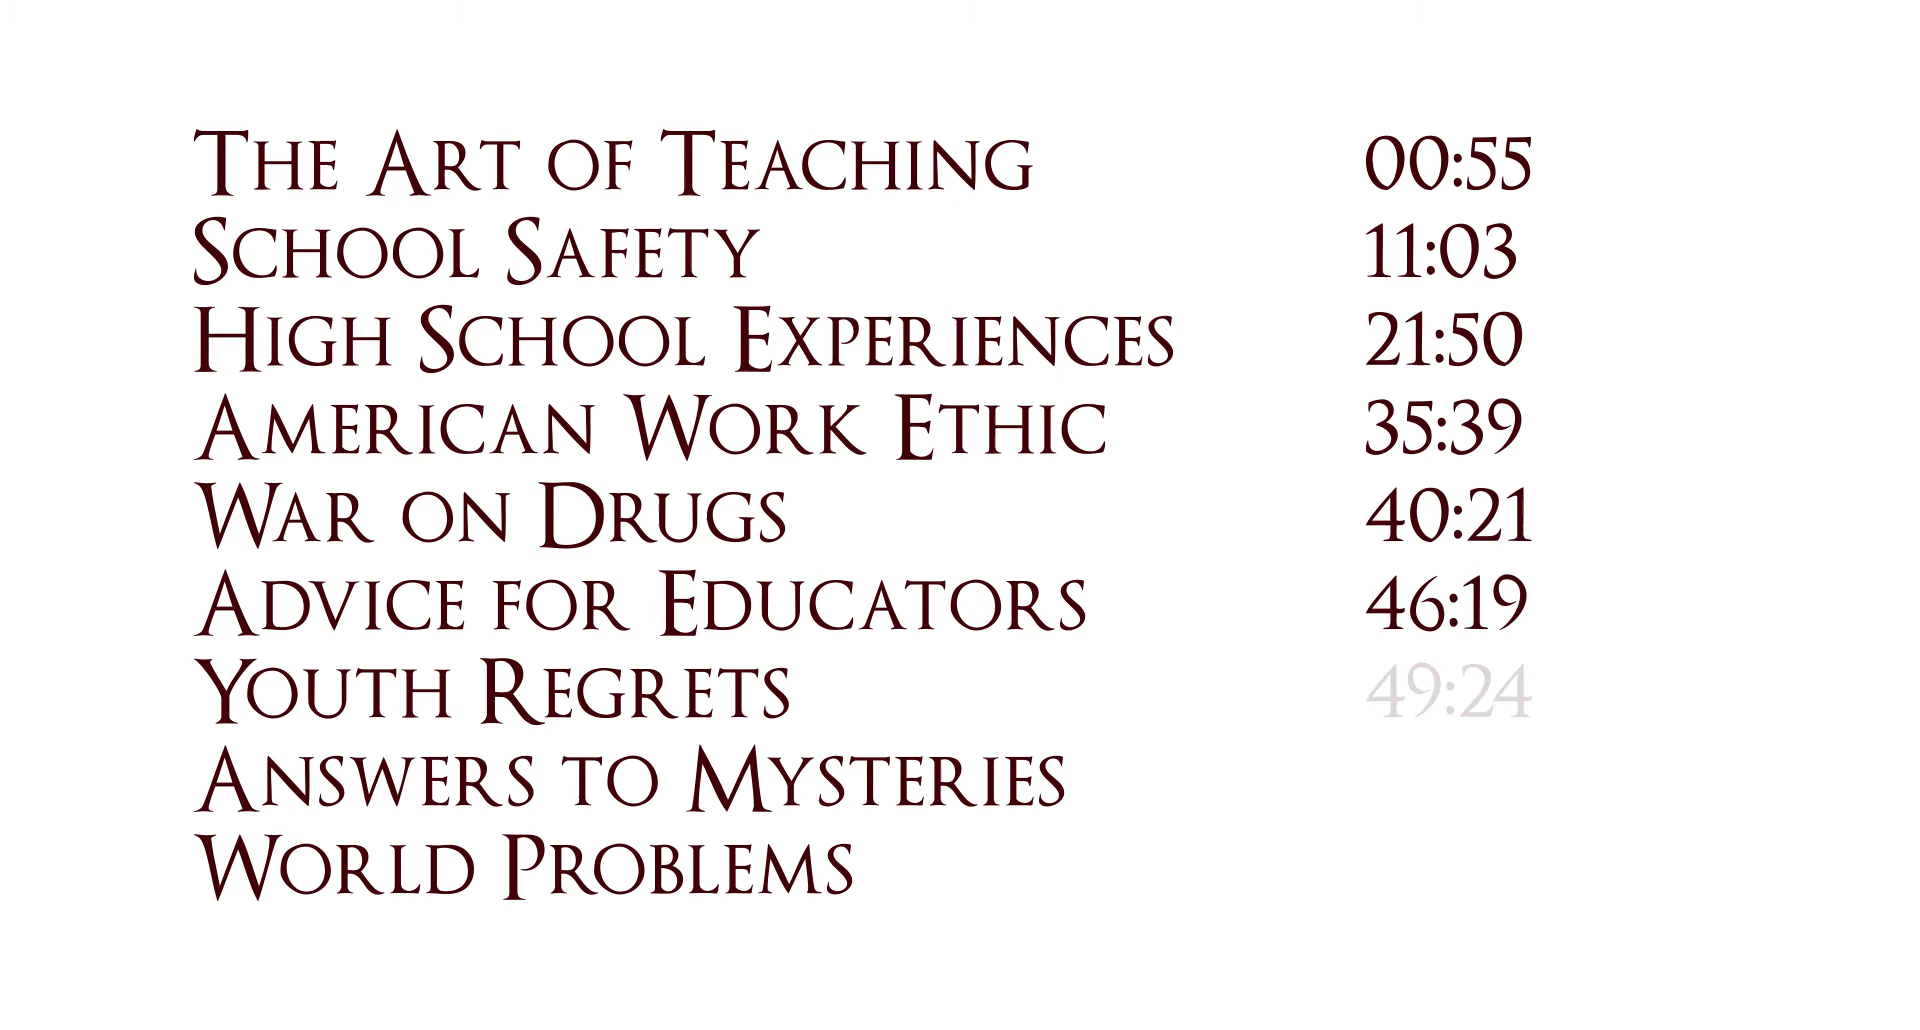 The Art of Teaching 00:55
School Safety 11:03
High School Experiences 21:50
American Work Ethic 35:39
War on Drugs 40:21
Advice for Educators 46:19
Youth Regrets 49:24
Answers to Mysteries
World Problems